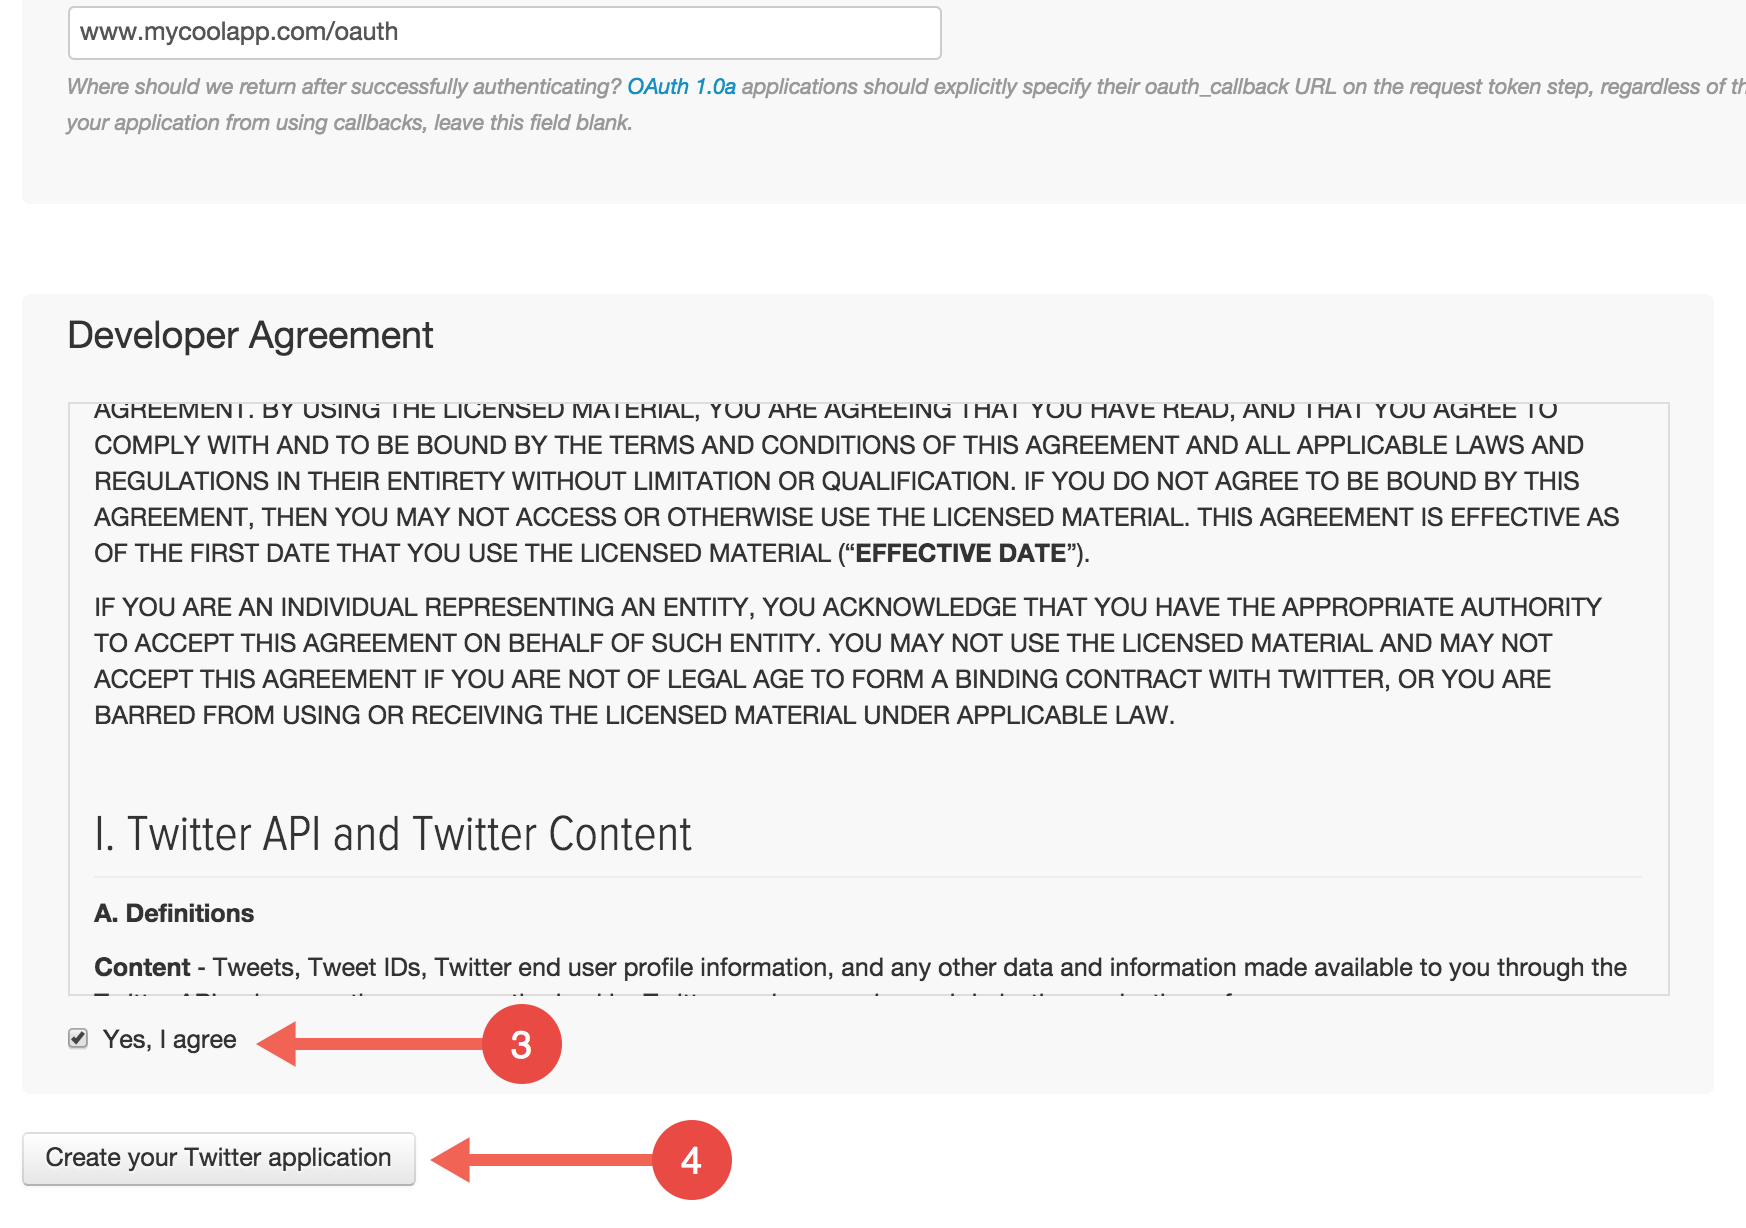 www.mycoolapp.com/oauth
Where should we return after successfully authenticating? OAuth 1.0a applications should explicitly specify their oauth_callback URL on the request token step, regardless of
your application from using callbacks, leave this field blank.
Developer Agreement
AGREEMENT. BY USING THE LICENSED MATERIAL, YOU ARE AGREEING THAT YOU HAVE READ, AND THAT YOU AGREE TO
COMPLY WITH AND TO BE BOUND BY THE TERMS AND CONDITIONS OF THIS AGREEMENT AND ALL APPLICABLE LAWS AND
REGULATIONS IN THEIR ENTIRETY WITHOUT LIMITATION OR QUALIFICATION. IF YOU DO NOT AGREE TO BE BOUND BY THIS
AGREEMENT, THEN YOU MAY NOT ACCESS OR OTHERWISE USE THE LICENSED MATERIAL. THIS AGREEMENT IS EFFECTIVE AS
OF THE FIRST DATE THAT YOU USE THE LICENSED MATERIAL (“EFFECTIVE DATE”).
IF YOU ARE AN INDIVIDUAL REPRESENTING AN ENTITY, YOU ACKNOWLEDGE THAT YOU HAVE THE APPROPRIATE AUTHORITY
TO ACCEPT THIS AGREEMENT ON BEHALF OF SUCH ENTITY. YOU MAY NOT USE THE LICENSED MATERIAL AND MAY NOT
ACCEPT THIS AGREEMENT IF YOU ARE NOT OF LEGAL AGE TO FORM A BINDING CONTRACT WITH TWITTER, OR YOU ARE
BARRED FROM USING OR RECEIVING THE LICENSED MATERIAL UNDER APPLICABLE LAW.
I. Twitter API and Twitter Content
A. Definitions
Content - Tweets, Tweet IDs, Twitter end user profile information, and any other data and information made available to you through the
Yes, I agree
3
Create your Twitter application
4